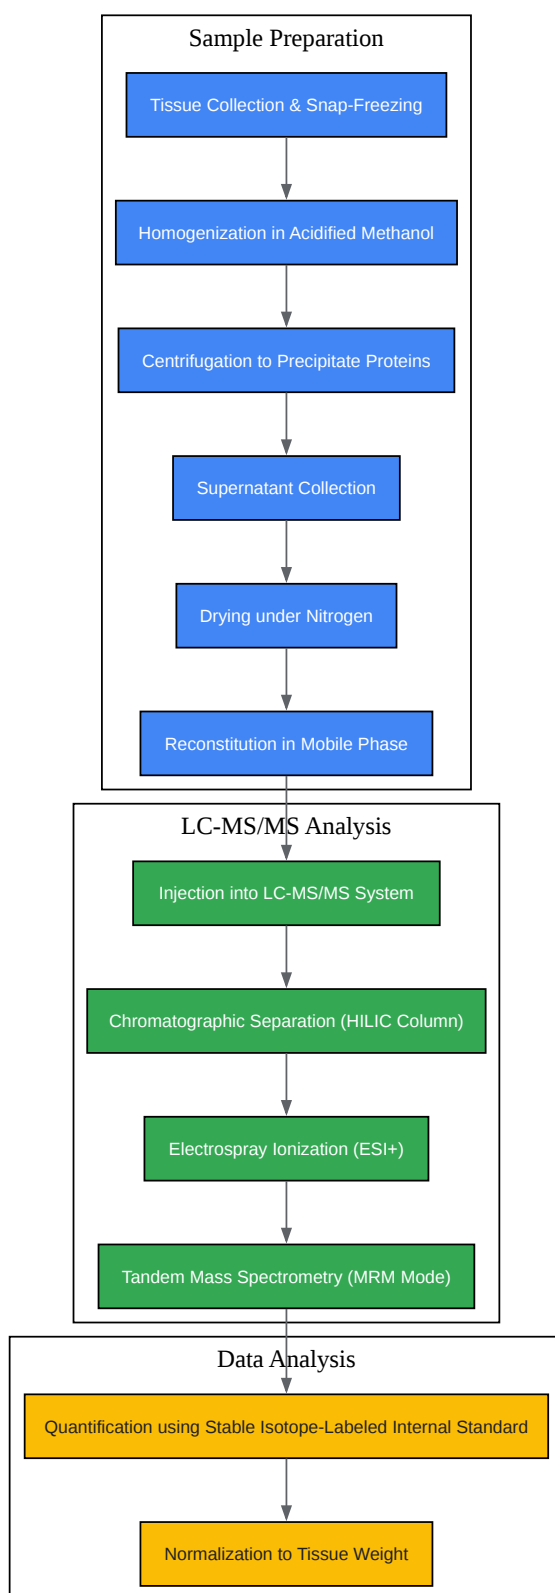 Sample Preparation
Tissue Collection & Snap-Freezing
Homogenization in Acidified Methanol
Centrifugation to Precipitate Proteins
Supernatant Collection
Drying under Nitrogen
Reconstitution in Mobile Phase
LC-MS/MS Analysis
Injection into LC-MS/MS System
Chromatographic Separation (HILIC Column)
Electrospray Ionization (ESI+)
Tandem Mass Spectrometry (MRM Mode)
Data Analysis
Quantification using Stable Isotope-Labeled Internal Standard
Normalization to Tissue Weight